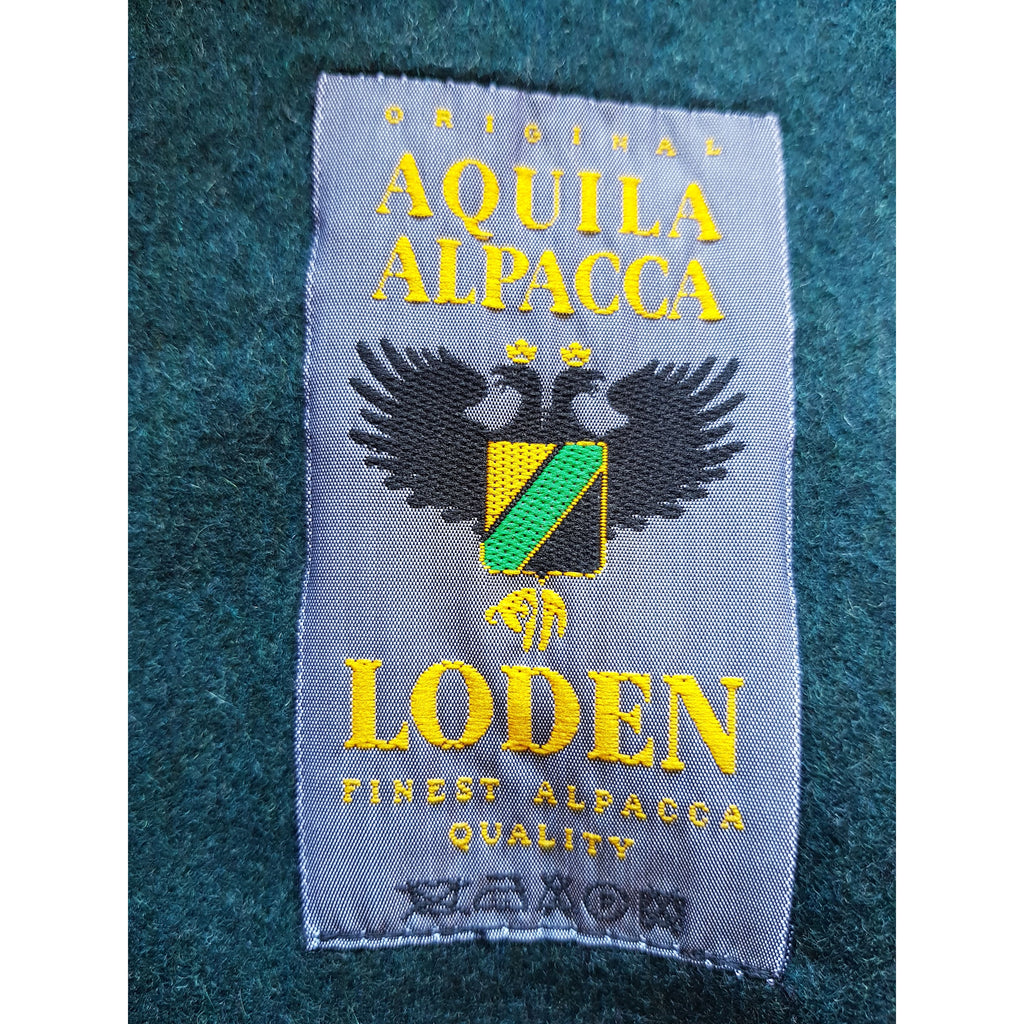 ORIGINAL
AQUILA
ALPACCA
LODEN
FINEST ALPACCA
QUALITY
P